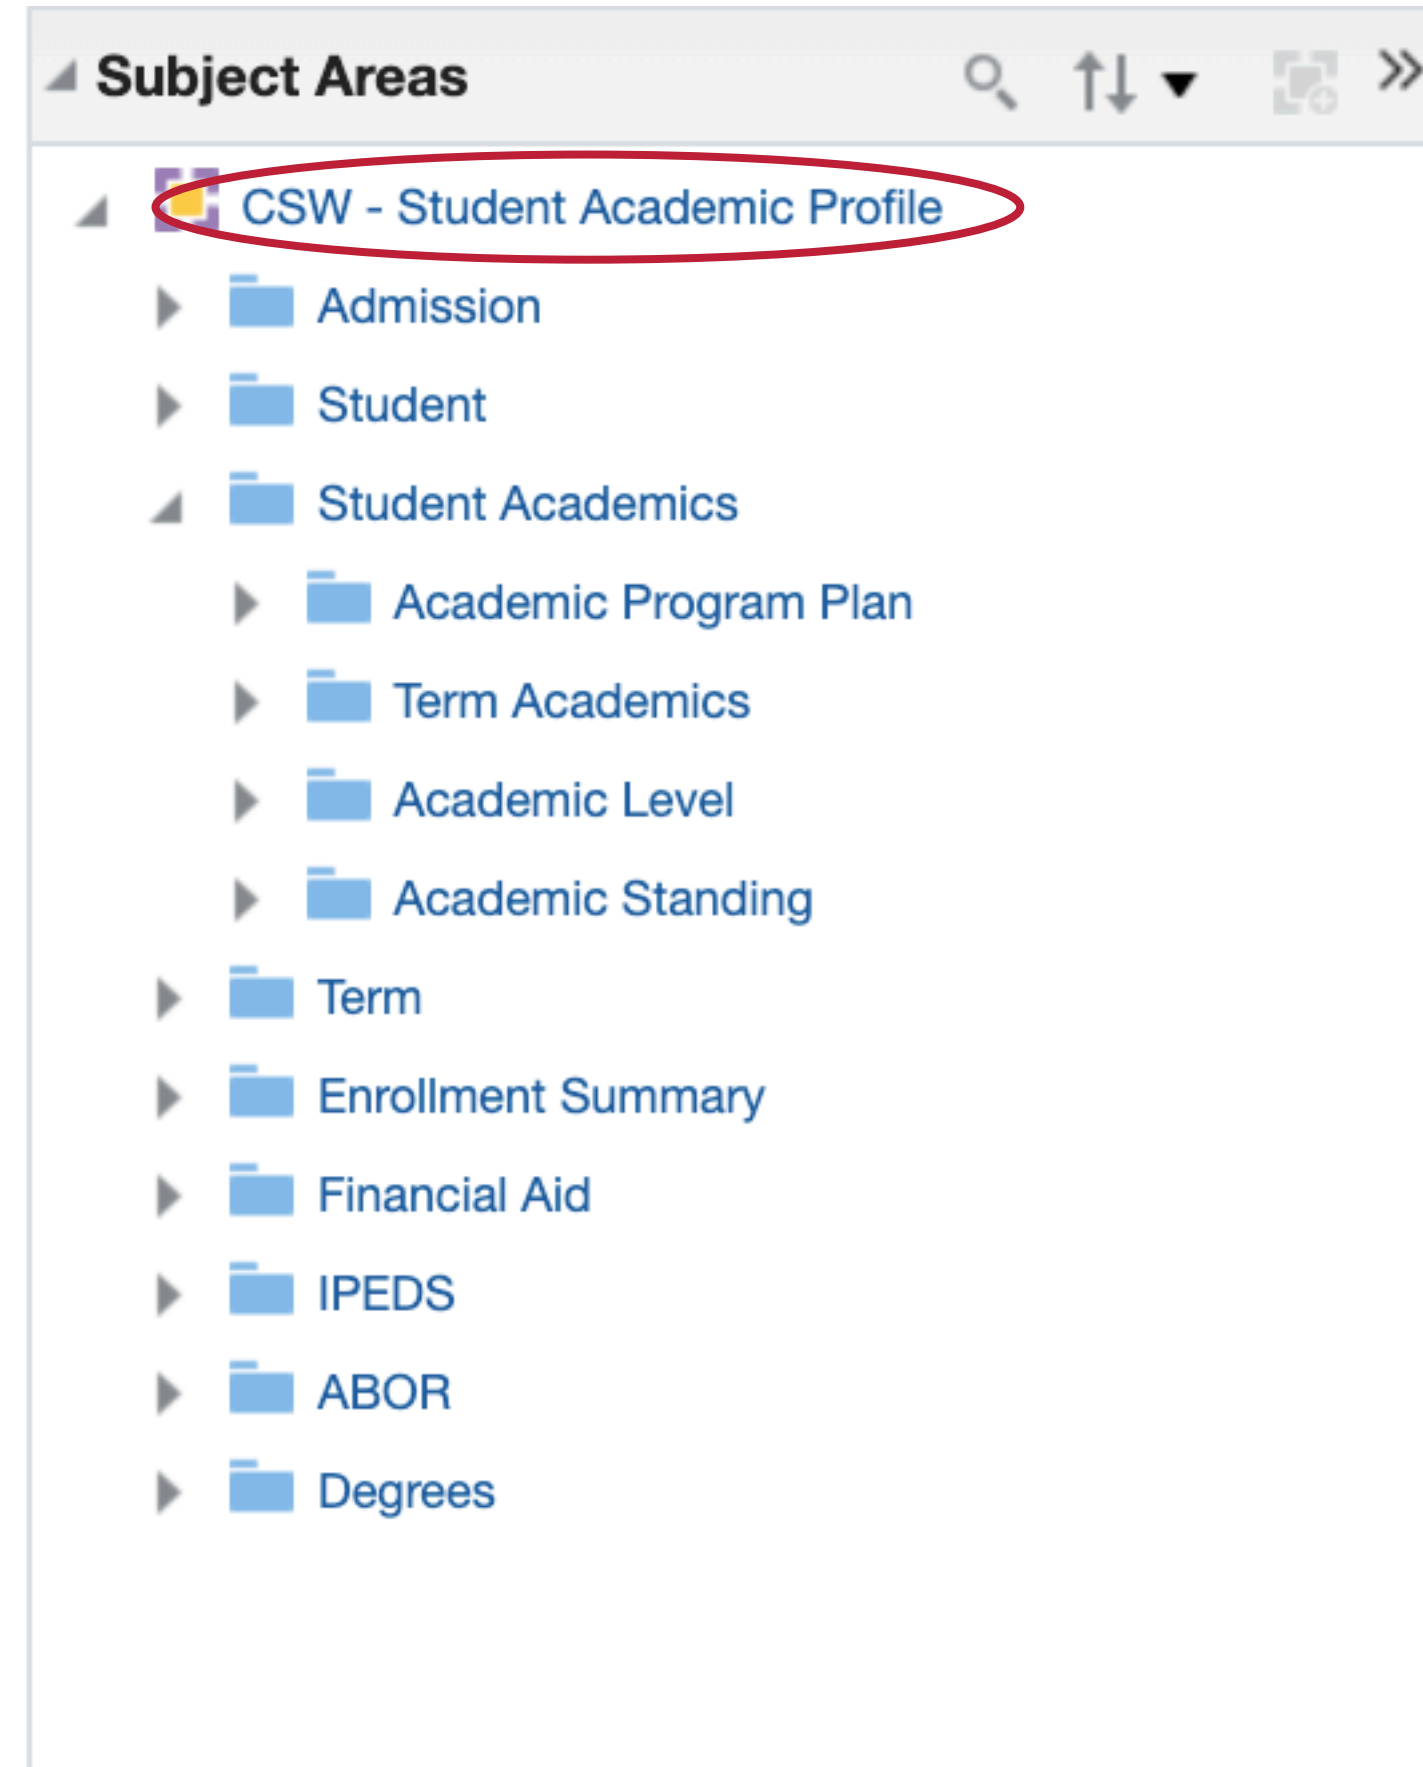 Subject Areas
CSW - Student Academic Profile
Admission
Student
Student Academics
Academic Program Plan
Term Academics
Academic Level
Academic Standing
Term
Enrollment Summary
Financial Aid
IPEDS
ABOR
Degrees